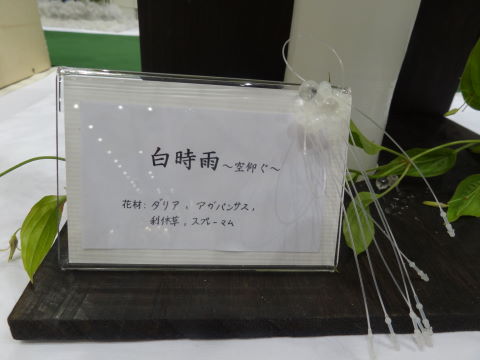 白時雨〜空仰ぐ〜
花材: ダリア、アガパンサス、
利休草、スプレーマム